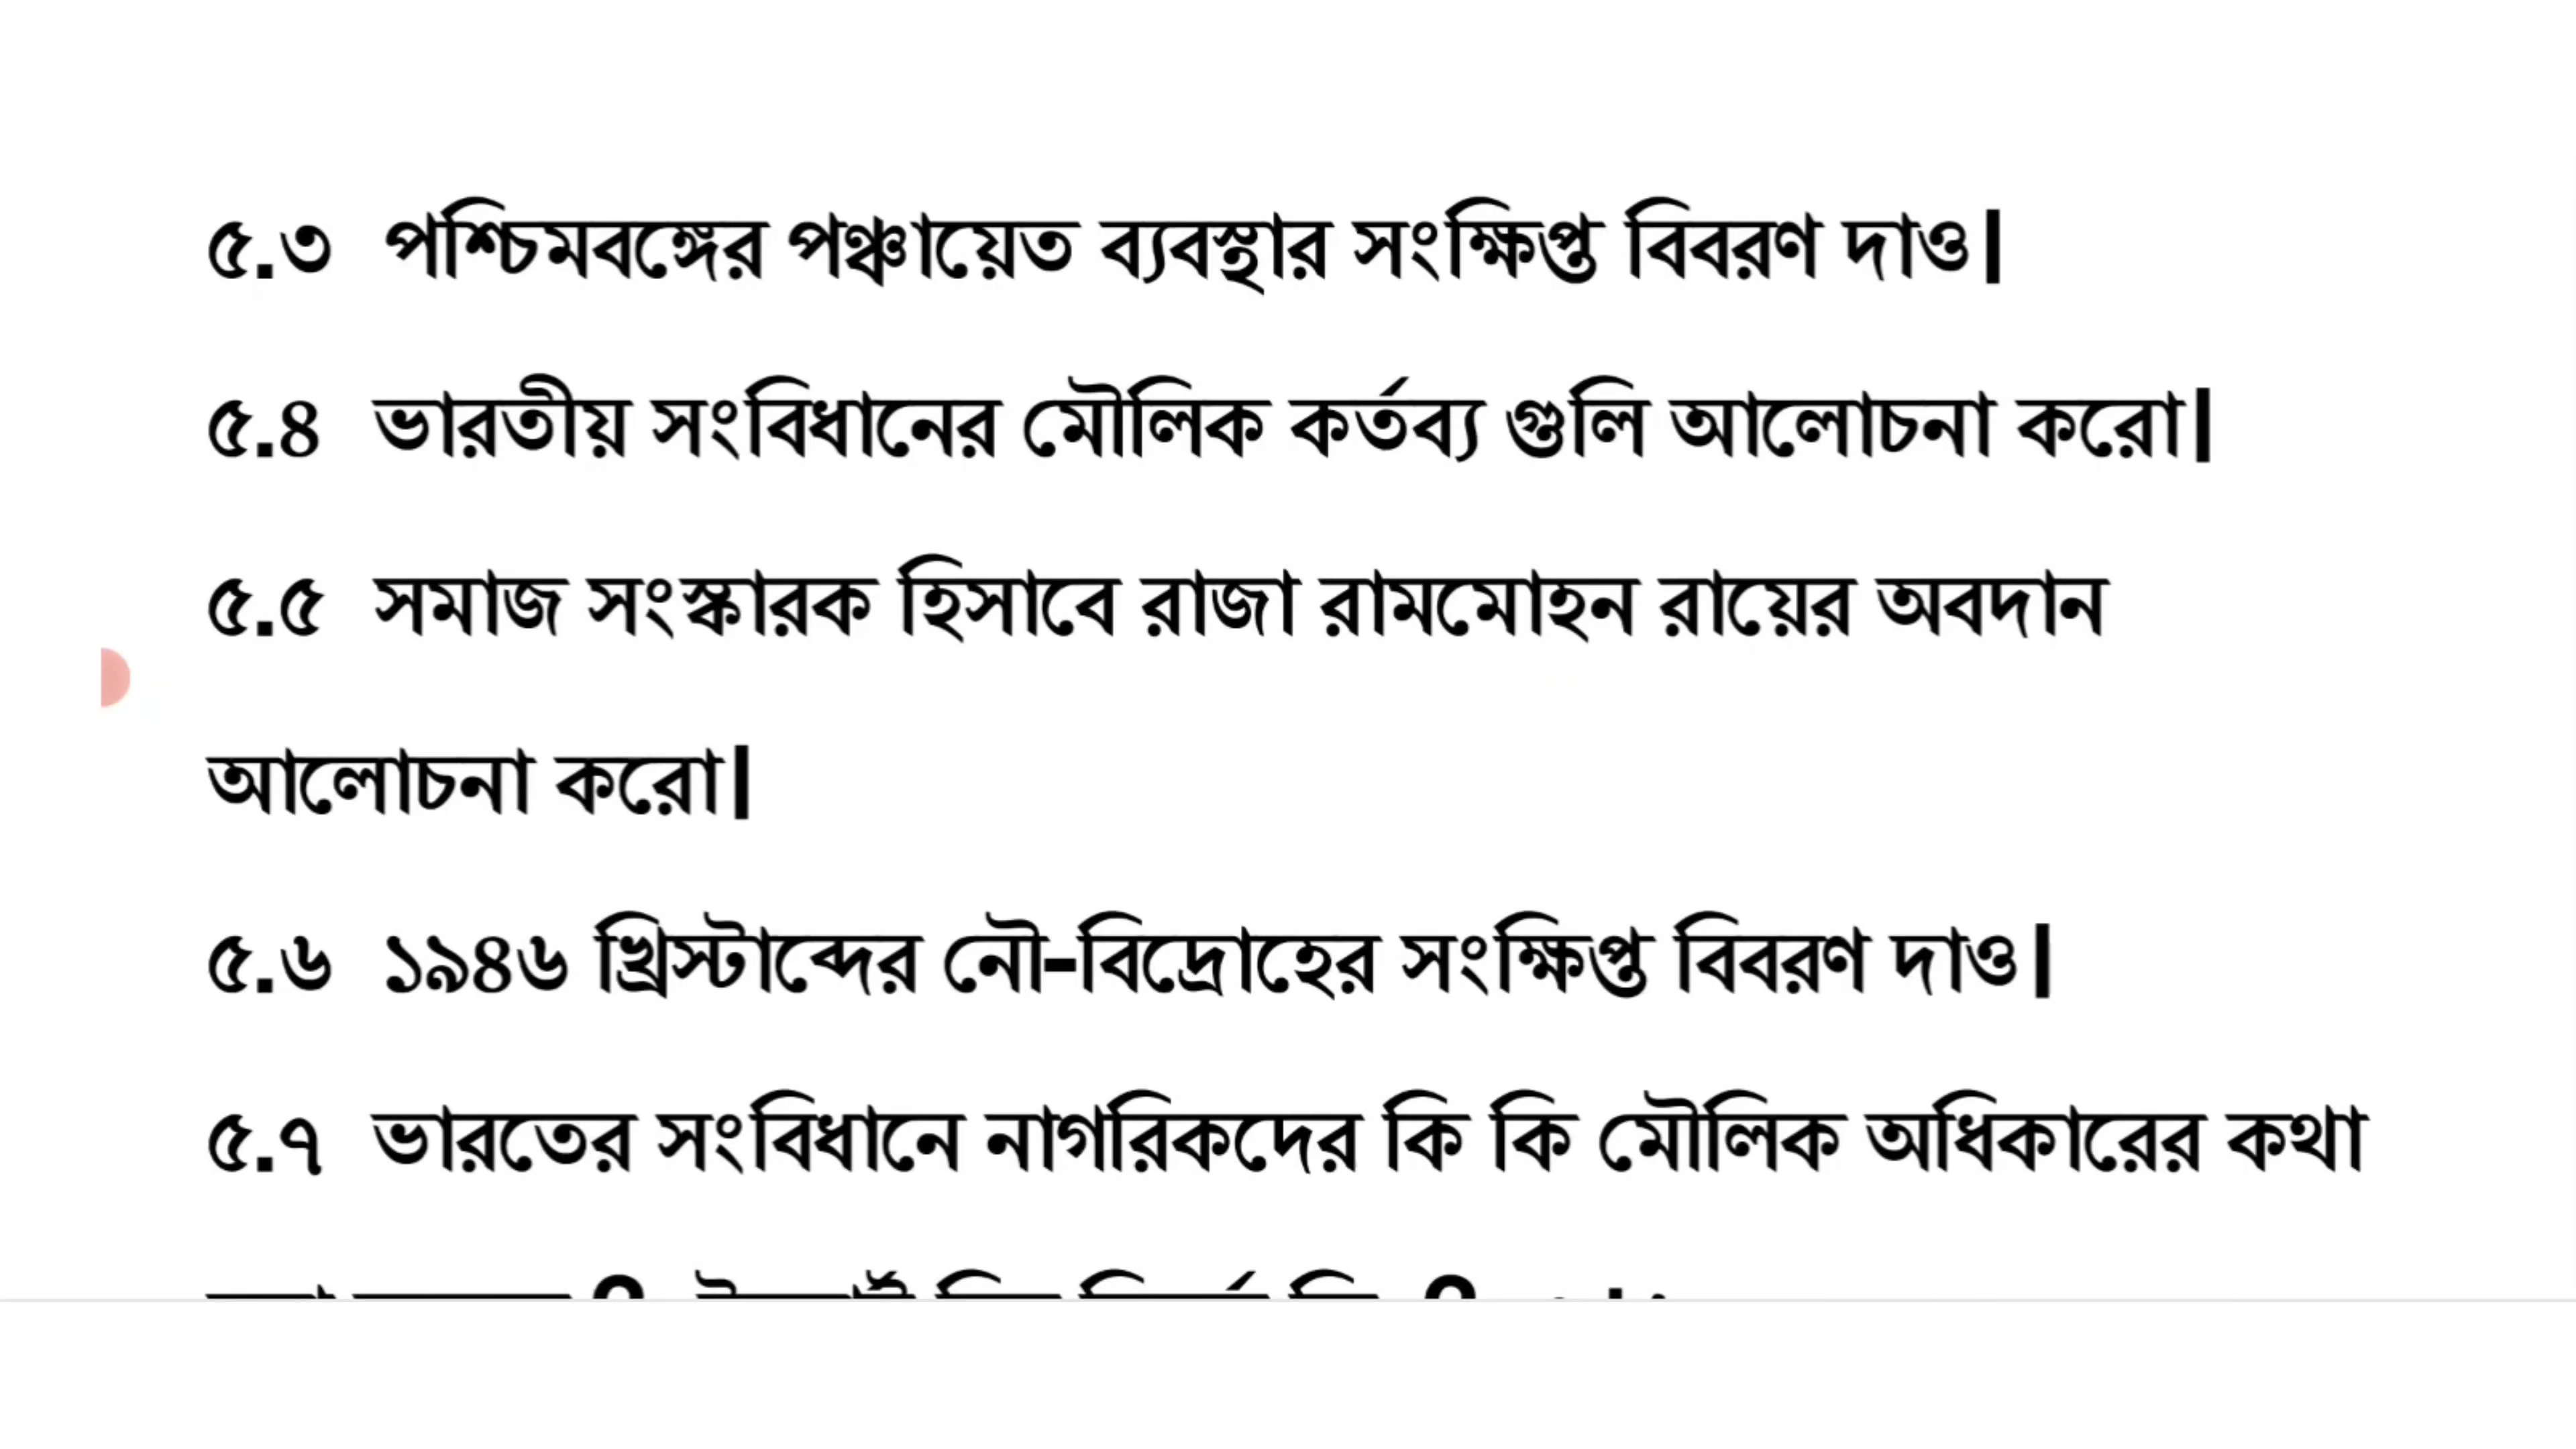 ৫.৩ পশ্চিমবঙ্গের পঞ্চায়েত ব্যবস্থার সংক্ষিপ্ত বিবরণ দাও|
৫.৪ ভারতীয় সংবিধানের মৌলিক কর্তব্য গুলি আলোচনা করো|
৫.৫ সমাজ সংস্কারক হিসাবে রাজা রামমোহন রায়ের অবদান
আলোচনা করো|
৫.৬ ১৯৪৬ খ্রিস্টাব্দের নৌ-বিদ্রোহের সংক্ষিপ্ত বিবরণ দাও|
৫.৭ ভারতের সংবিধানে নাগরিকদের কি কি মৌলিক অধিকারের কথা